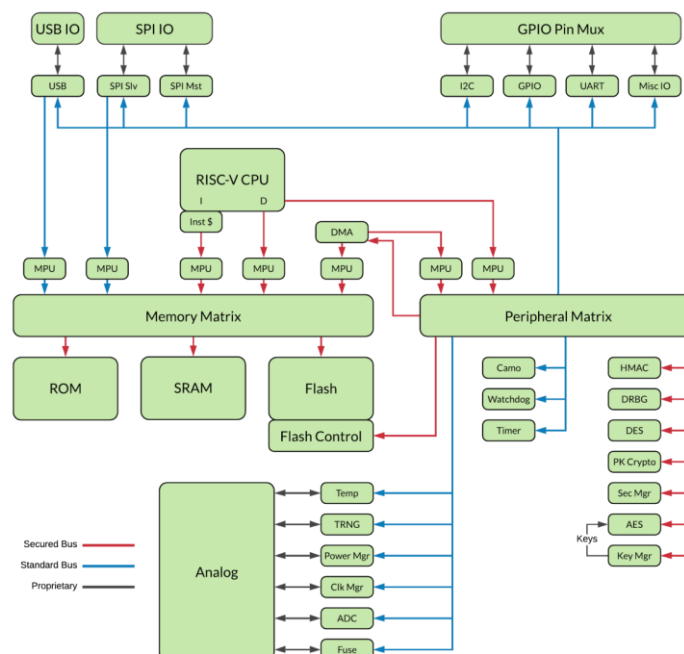 USB IO
SPI IO
GPIO Pin Mux
USB
SPI Slv
SPI Mst
I2C
GPIO
UART
Misc IO
RISC-V CPU
I
D
Inst $
DMA
MPU
MPU
MPU
MPU
MPU
MPU
MPU
Memory Matrix
Peripheral Matrix
ROM
SRAM
Flash
Flash Control
Camo
Watchdog
Timer
HMAC
DRBG
DES
PK Crypto
Sec Mgr
AES
Keys
Key Mgr
Analog
Temp
TRNG
Power Mgr
Clk Mgr
ADC
Fuse
Secured Bus
Standard Bus
Proprietary